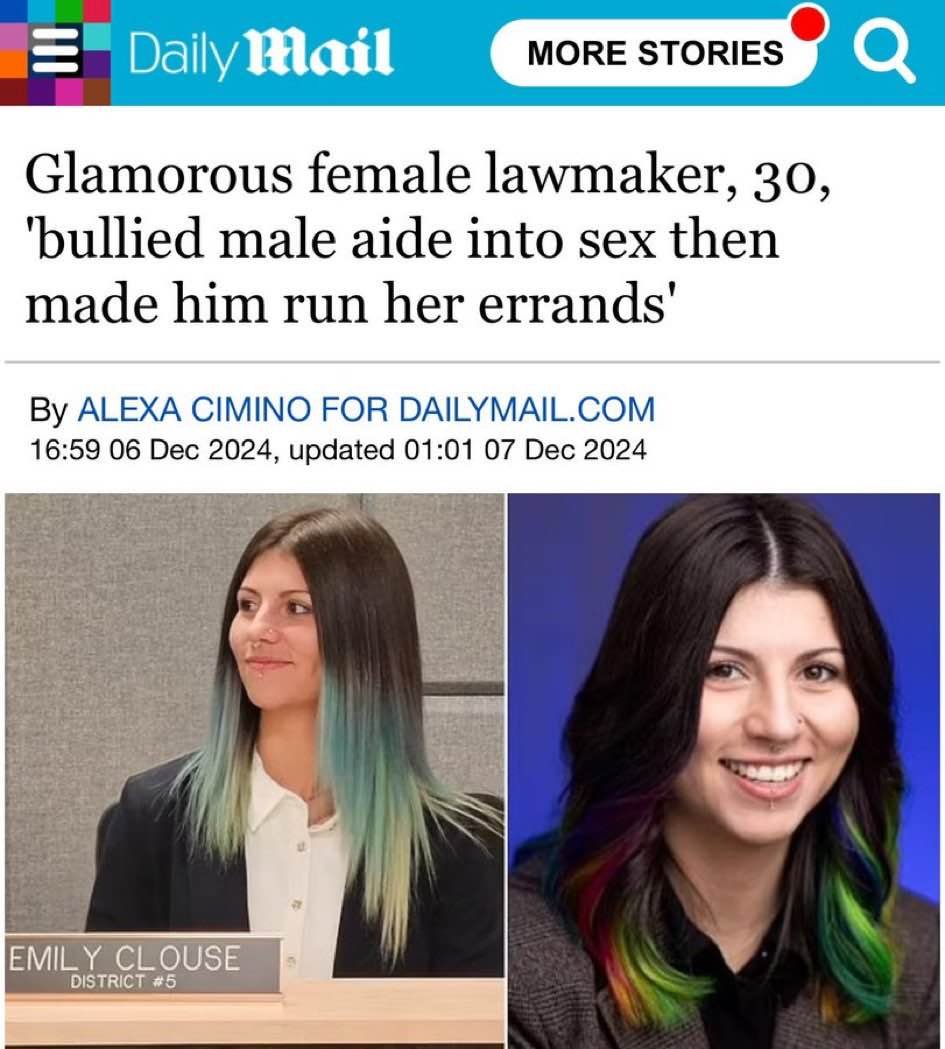 Daily Mail
MORE STORIES
Glamorous female lawmaker, 30,
'bullied male aide into sex then
made him run her errands'
By ALEXA CIMINO FOR DAILYMAIL.COM
16:59 06 Dec 2024, updated 01:01 07 Dec 2024
EMILY CLOUSE
DISTRICT #5